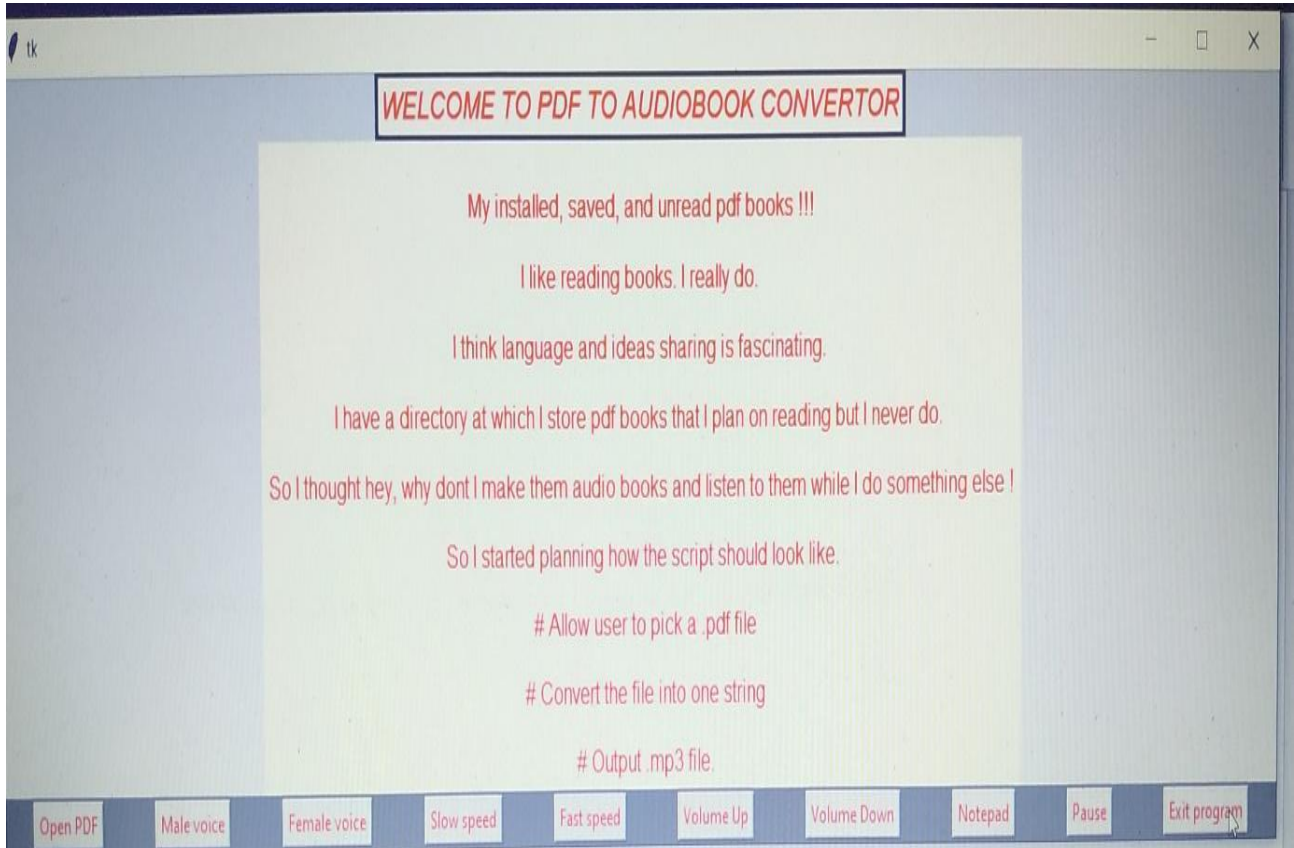 tk
WELCOME TO PDF TO AUDIOBOOK CONVERTOR
My installed, saved, and unread pdf books !!!
I like reading books. I really do.
I think language and ideas sharing is fascinating.
I have a directory at which I store pdf books that I plan on reading but I never do.
So I thought hey, why dont I make them audio books and listen to them while I do something else !
So I started planning how the script should look like.
# Allow user to pick a .pdf file
# Convert the file into one string
# Output .mp3 file.
Open PDF Male voice Female voice Slow speed Fast speed Volume Up Volume Down Notepad Pause Exit program